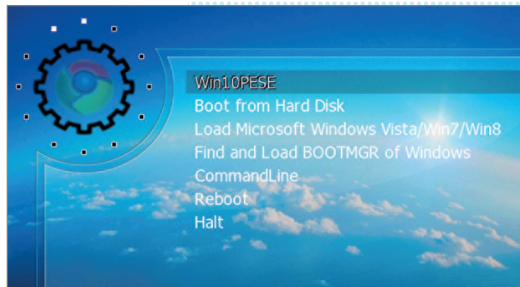 Win10PESE
Boot from Hard Disk
Load Microsoft Windows Vista/Win7/Win8
Find and Load BOOTMGR of Windows
CommandLine
Reboot
Halt